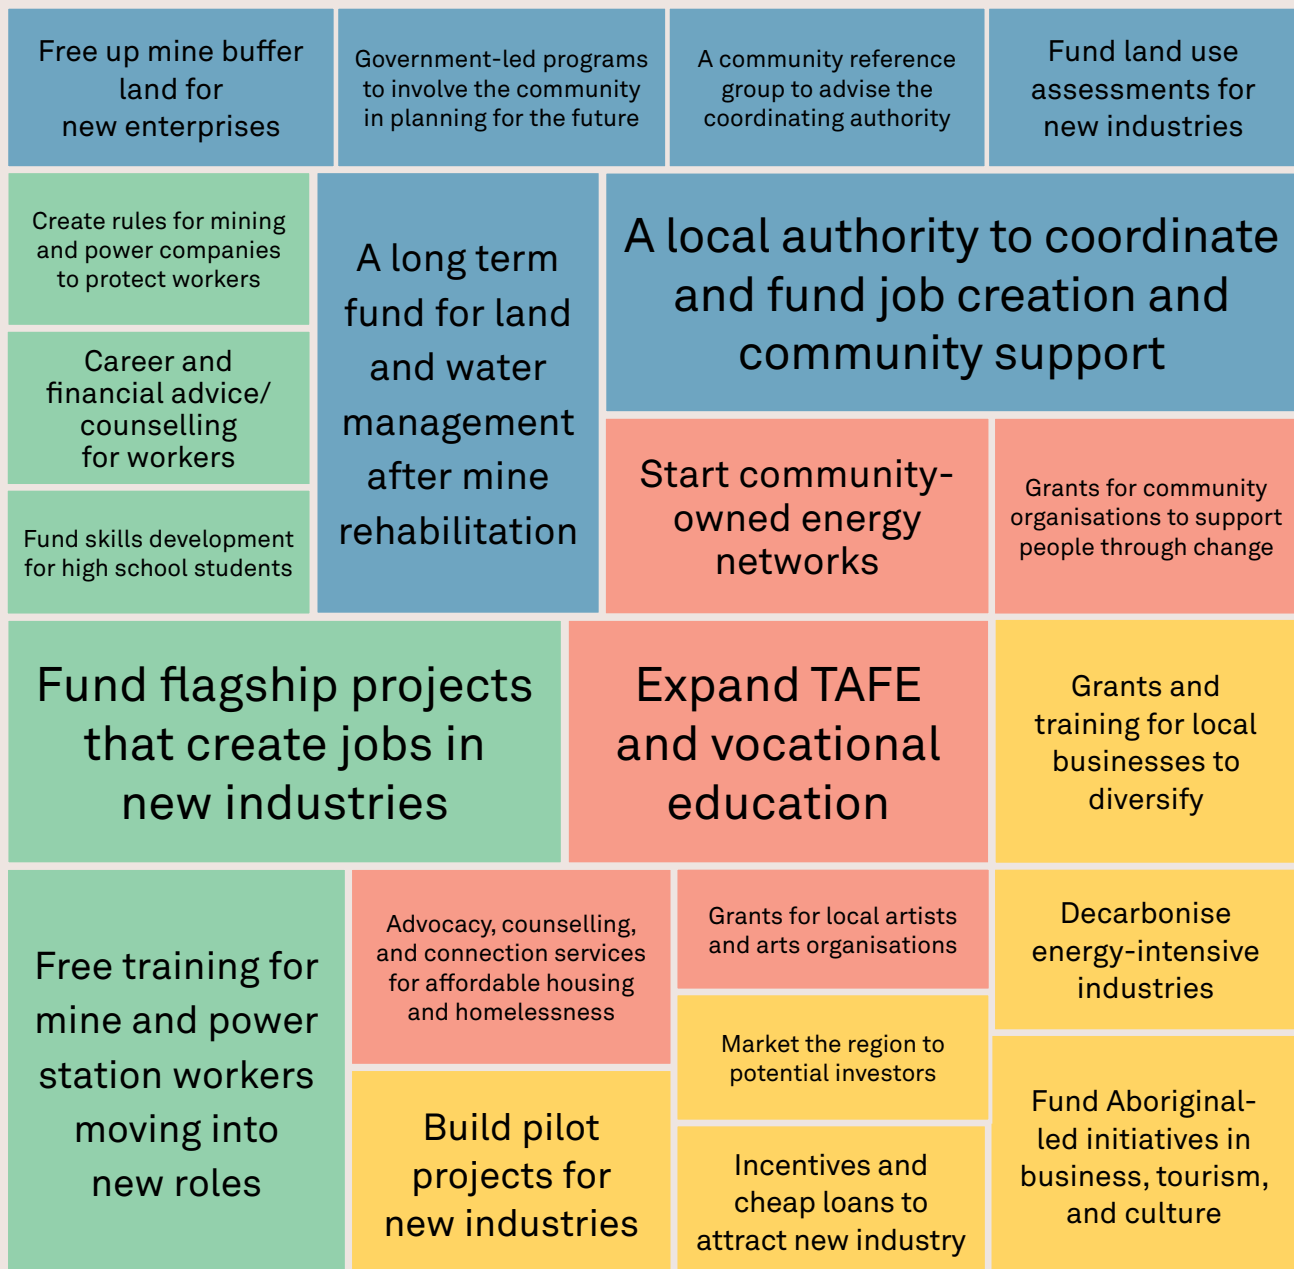 Free up mine buffer
land for
new enterprises
Government-led programs
to involve the community
in planning for the future
A community reference
group to advise the
coordinating authority
Fund land use
assessments for
new industries
Create rules for mining
and power companies
to protect workers
Career and
financial advice/
counselling
for workers
Fund skills development
for high school students
A long term
fund for land
and water
management
after mine
rehabilitation
A local authority to coordinate
and fund job creation and
community support
Start community-
owned energy
networks
Grants for community
organisations to support
people through change
Fund flagship projects
that create jobs in
new industries
Expand TAFE
and vocational
education
Grants and
training for local
businesses to
diversify
Free training for
mine and power
station workers
moving into
new roles
Advocacy, counselling,
and connection services
for affordable housing
and homelessness
Grants for local artists
and arts organisations
Decarbonise
energy-intensive
industries
Market the region to
potential investors
Build pilot
projects for
new industries
Incentives and
cheap loans to
attract new industry
Fund Aboriginal-
led initiatives in
business, tourism,
and culture